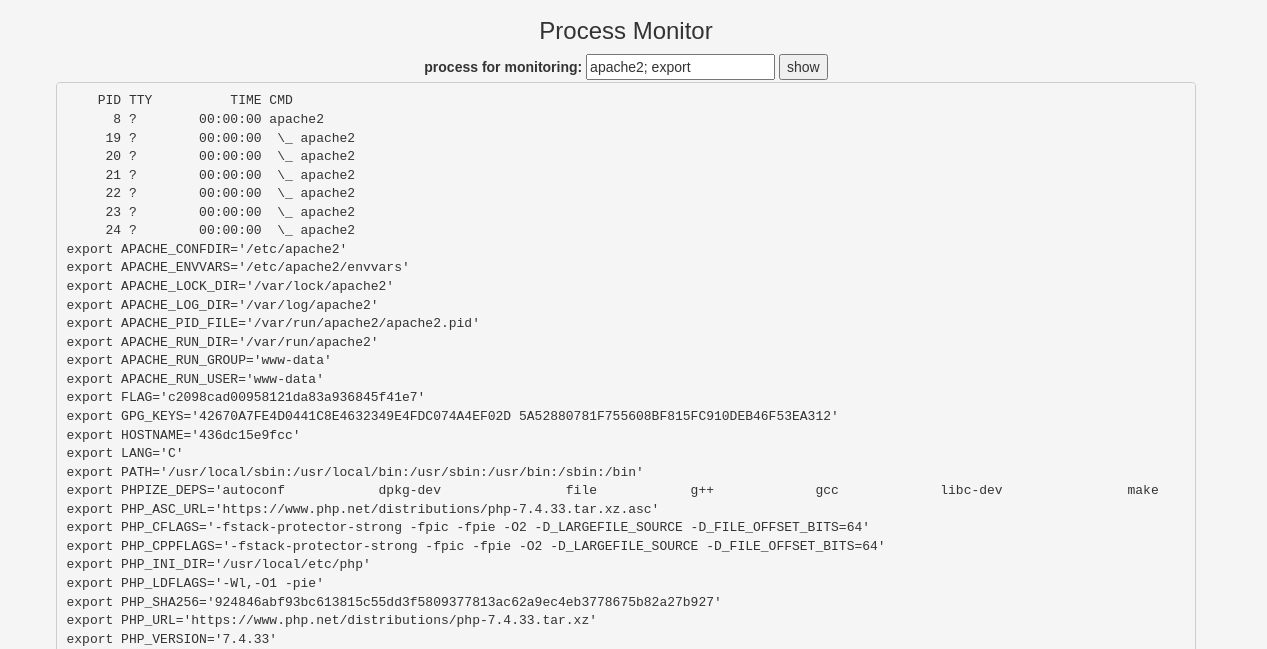 Process Monitor
process for monitoring: apache2; export show
PID TTY TIME CMD
8 ? 00:00:00 apache2
19 ? 00:00:00 \_ apache2
20 ? 00:00:00 \_ apache2
21 ? 00:00:00 \_ apache2
22 ? 00:00:00 \_ apache2
23 ? 00:00:00 \_ apache2
24 ? 00:00:00 \_ apache2
export APACHE_CONFDIR='/etc/apache2'
export APACHE_ENVVARS='/etc/apache2/envvars'
export APACHE_LOCK_DIR='/var/lock/apache2'
export APACHE_LOG_DIR='/var/log/apache2'
export APACHE_PID_FILE='/var/run/apache2/apache2.pid'
export APACHE_RUN_DIR='/var/run/apache2'
export APACHE_RUN_GROUP='www-data'
export APACHE_RUN_USER='www-data'
export FLAG='c2098cad00958121da83a936845f41e7'
export GPG_KEYS='42670A7FE4D0441C8E4632349E4FDC074A4EF02D 5A52880781F755608BF815FC910DEB46F53EA312'
export HOSTNAME='436dc15e9fcc'
export LANG='C'
export PATH='/usr/local/sbin:/usr/local/bin:/usr/sbin:/usr/bin:/sbin:/bin'
export PHPIZE_DEPS='autoconf dpkg-dev file g++ gcc libc-dev make
export PHP_ASC_URL='https://www.php.net/distributions/php-7.4.33.tar.xz.asc'
export PHP_CFLAGS='-fstack-protector-strong -fpic -fpie -O2 -D_LARGEFILE_SOURCE -D_FILE_OFFSET_BITS=64'
export PHP_CPPFLAGS='-fstack-protector-strong -fpic -fpie -O2 -D_LARGEFILE_SOURCE -D_FILE_OFFSET_BITS=64'
export PHP_INI_DIR='/usr/local/etc/php'
export PHP_LDFLAGS='-Wl,-O1 -pie'
export PHP_SHA256='924846abf93bc613815c55dd3f5809377813ac62a9ec4eb3778675b82a27b927'
export PHP_URL='https://www.php.net/distributions/php-7.4.33.tar.xz'
export PHP_VERSION='7.4.33'